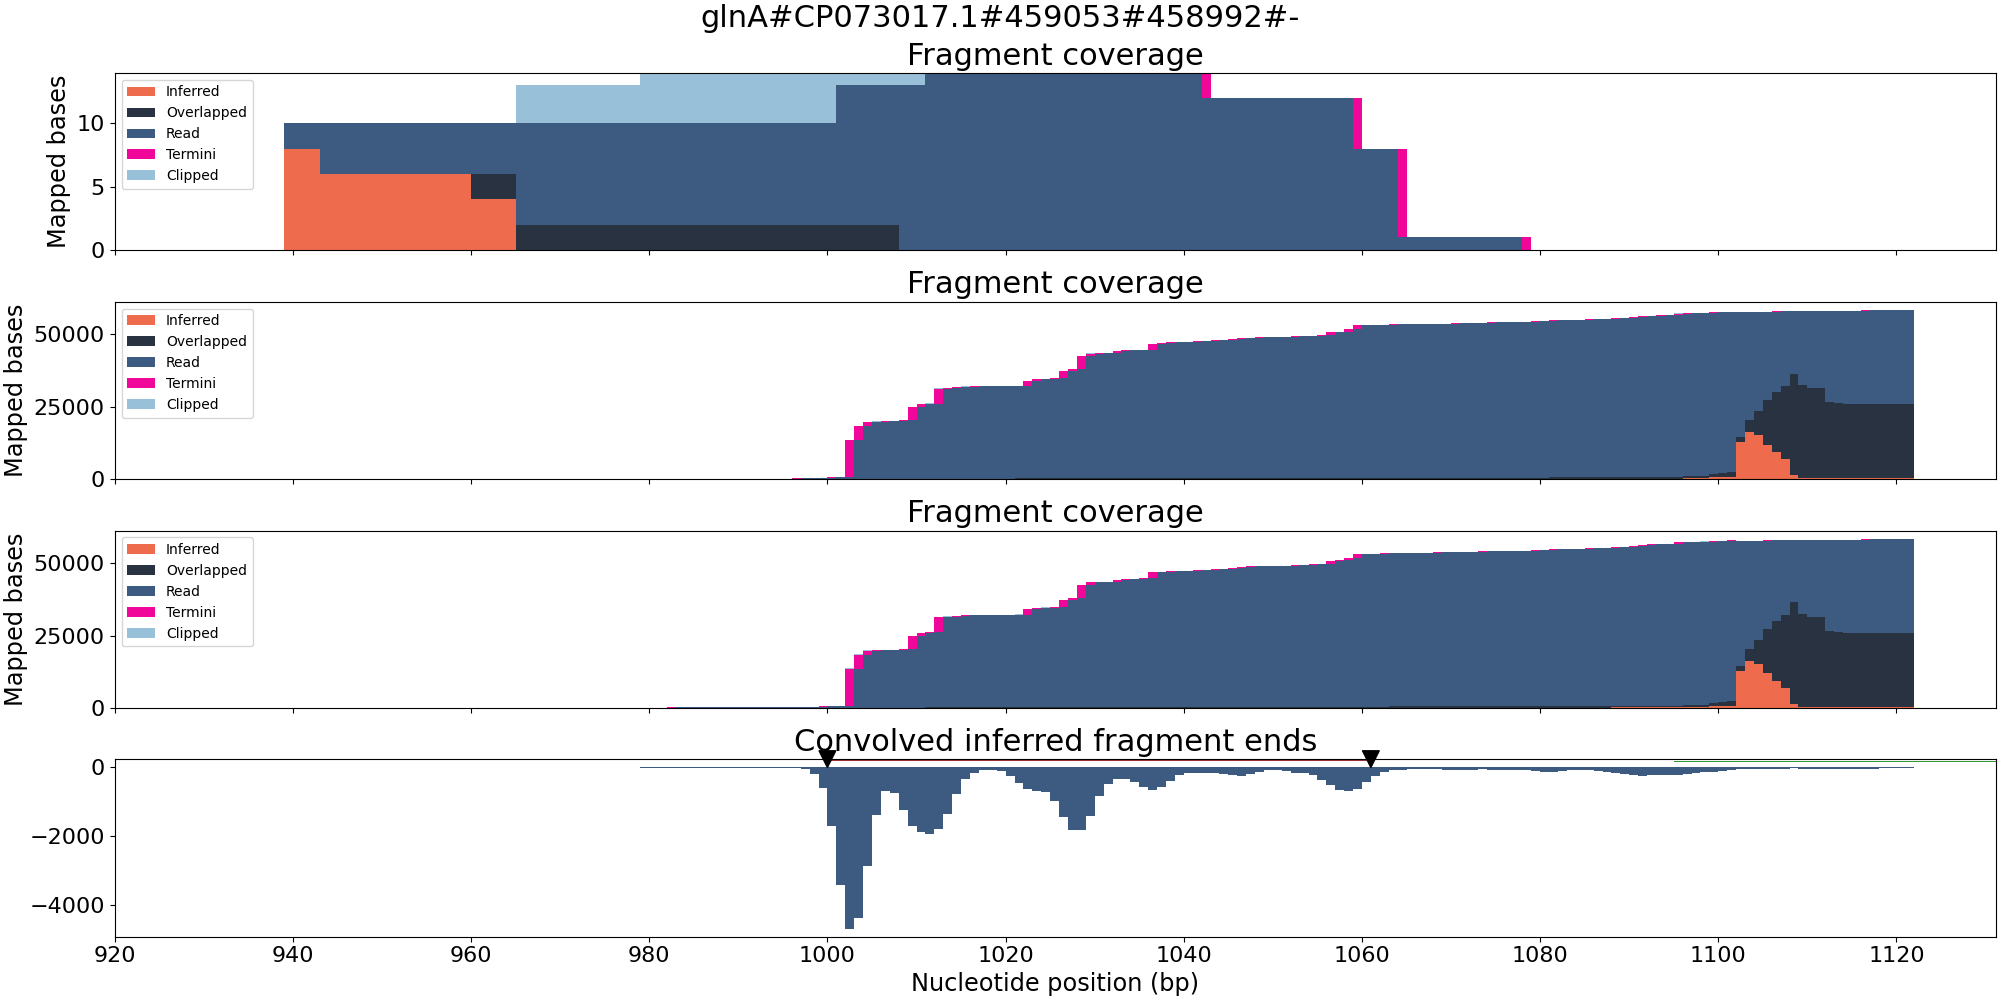 glnA#CP073017.1#459053#458992#-
Fragment coverage
Mapped bases
10
5
0
Inferred
Overlapped
Read
Termini
Clipped
Fragment coverage
Mapped bases
50000
25000
0
Inferred
Overlapped
Read
Termini
Clipped
Fragment coverage
Mapped bases
50000
25000
0
Inferred
Overlapped
Read
Termini
Clipped
Convolved inferred fragment ends
0
−2000
−4000
920 940 960 980 1000 1020 1040 1060 1080 1100 1120
Nucleotide position (bp)